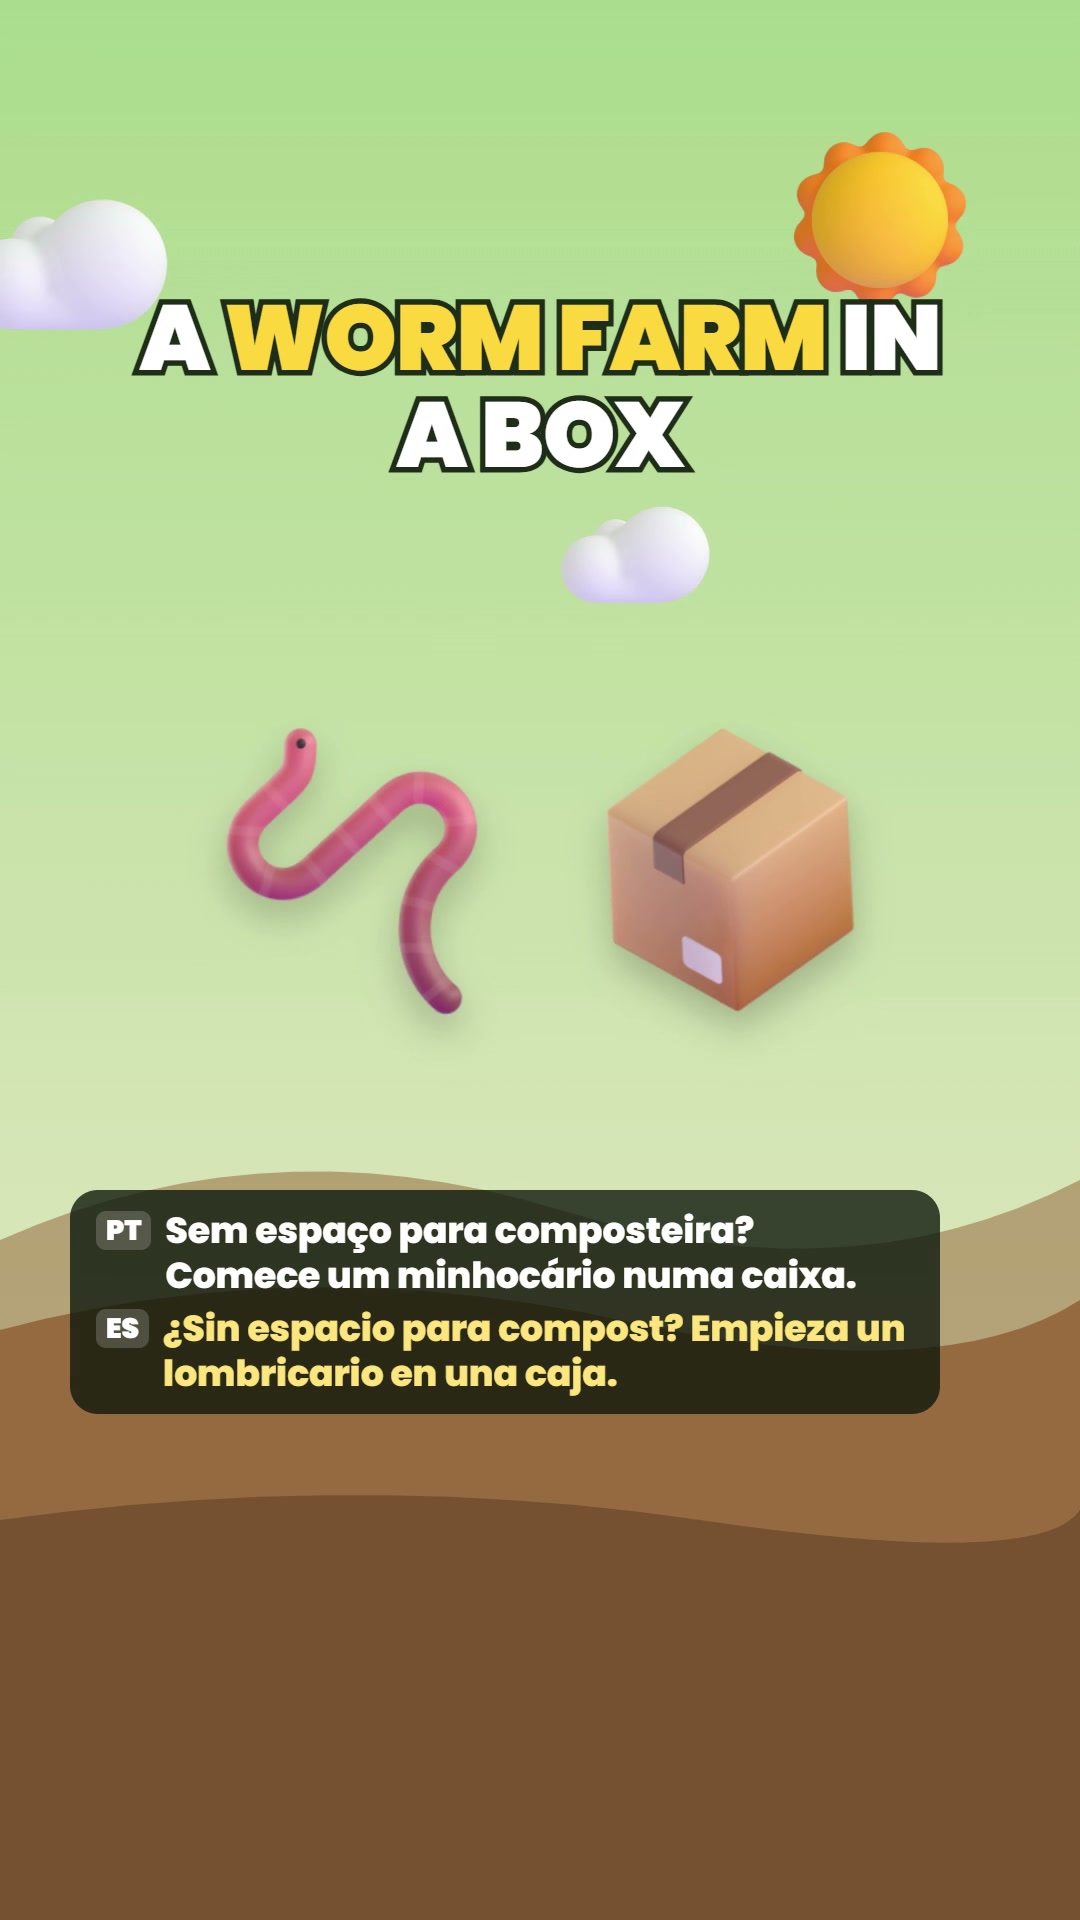 A WORM FARM IN
A BOX
PT Sem espaço para composteira?
Comece um minhocário numa caixa.
ES ¿Sin espacio para compost? Empieza un
lombricario en una caja.